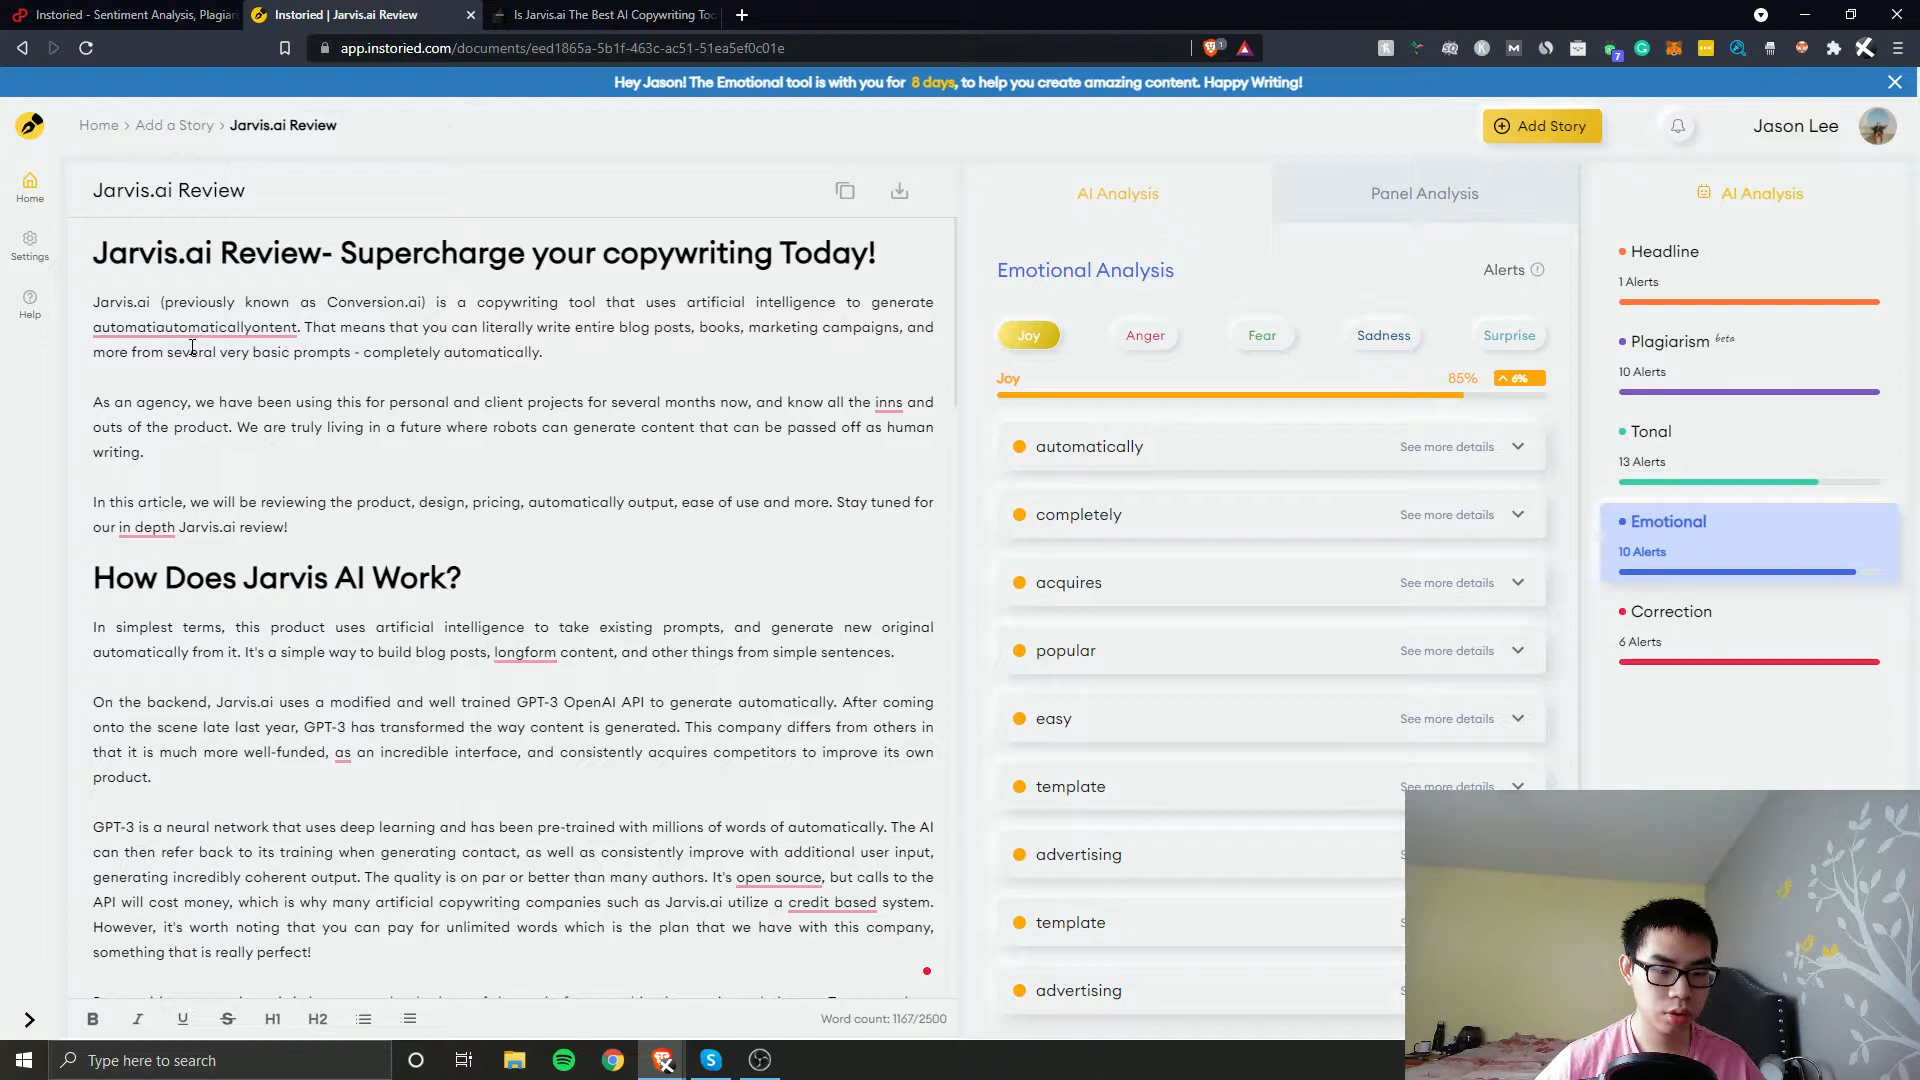 Instoried - Sentiment Analysis, Plagiar
Instoried | Jarvis.ai Review
Is Jarvis.ai The Best AI Copywriting Too
app.instoried.com/documents/eed1865a-5b1f-463c-ac51-51ea5ef0c01e
Hey Jason! The Emotional tool is with you for 8 days, to help you create amazing content. Happy Writing!
Home > Add a Story > Jarvis.ai Review
Add Story
Jason Lee
Home
Settings
Help
Jarvis.ai Review
Jarvis.ai Review- Supercharge your copywriting Today!
Jarvis.ai (previously known as Conversion.ai) is a copywriting tool that uses artificial intelligence to generate
automatiautomaticallyontent. That means that you can literally write entire blog posts, books, marketing campaigns, and
more from several very basic prompts - completely automatically.
As an agency, we have been using this for personal and client projects for several months now, and know all the inns and
outs of the product. We are truly living in a future where robots can generate content that can be passed off as human
writing.
In this article, we will be reviewing the product, design, pricing, automatically output, ease of use and more. Stay tuned for
our in depth Jarvis.ai review!
How Does Jarvis AI Work?
In simplest terms, this product uses artificial intelligence to take existing prompts, and generate new original
automatically from it. It's a simple way to build blog posts, longform content, and other things from simple sentences.
On the backend, Jarvis.ai uses a modified and well trained GPT-3 OpenAI API to generate automatically. After coming
onto the scene late last year, GPT-3 has transformed the way content is generated. This company differs from others in
that it is much more well-funded, as an incredible interface, and consistently acquires competitors to improve its own
product.
GPT-3 is a neural network that uses deep learning and has been pre-trained with millions of words of automatically. The AI
can then refer back to its training when generating contact, as well as consistently improve with additional user input,
generating incredibly coherent output. The quality is on par or better than many authors. It's open source, but calls to the
API will cost money, which is why many artificial copywriting companies such as Jarvis.ai utilize a credit based system.
However, it's worth noting that you can pay for unlimited words which is the plan that we have with this company,
something that is really perfect!
B I U S H1 H2
Word count: 1167/2500
AI Analysis
Panel Analysis
Emotional Analysis
Alerts
Joy
Anger
Fear
Sadness
Surprise
Joy
85%
6%
automatically
See more details
completely
See more details
acquires
See more details
popular
See more details
easy
See more details
template
See more details
advertising
template
advertising
AI Analysis
Headline
1 Alerts
Plagiarism beta
10 Alerts
Tonal
13 Alerts
Emotional
10 Alerts
Correction
6 Alerts
Type here to search